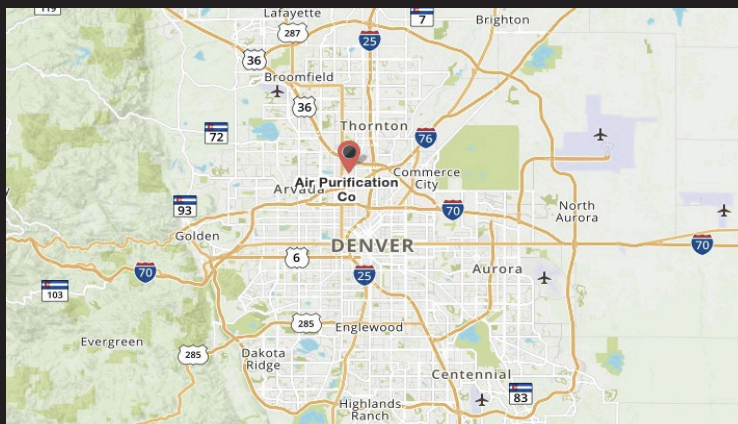 119
Lafayette
7
Brighton
287
25
36
Broomfield
36
Thornton
72
76
Air Purification
Co
Arvada
Commerce
City
93
70
North
Aurora
Golden
DENVER
6
70
70
25
Aurora
103
285
Englewood
Evergreen
285
Dakota
Ridge
Centennial
83
Highlands
Ranch